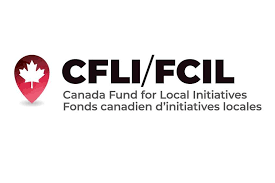 CFLI/FCIL
Canada Fund for Local Initiatives
Fonds canadien d'initiatives locales